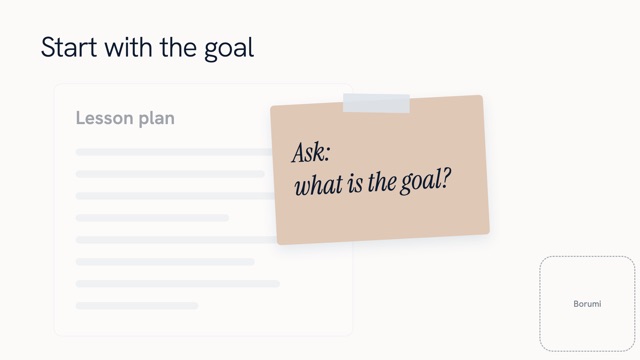 Start with the goal
Lesson plan
Ask:
what is the goal?
Borumi